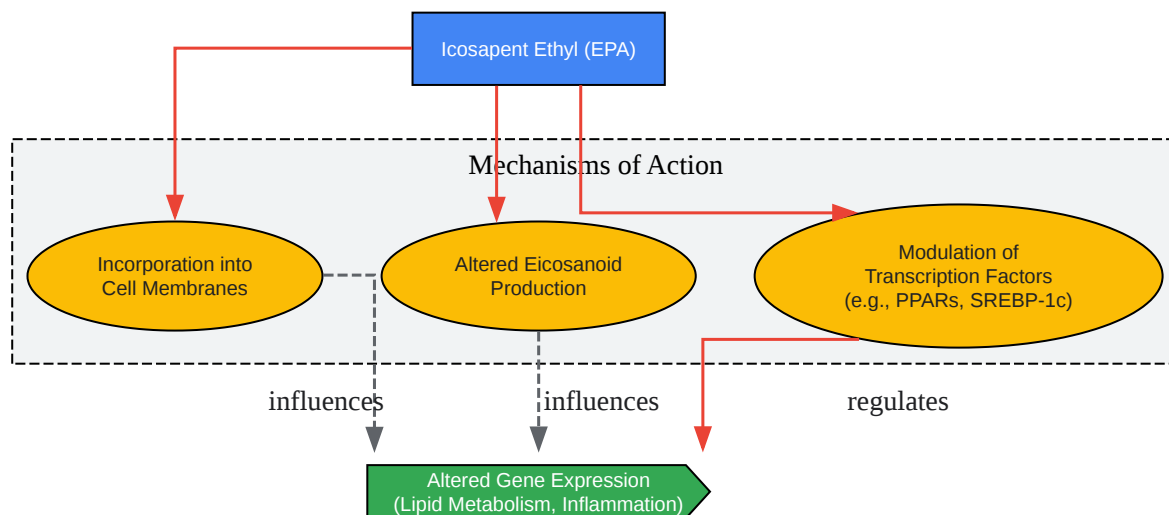 Icosapent Ethyl (EPA)
Mechanisms of Action
Incorporation into
Cell Membranes
Altered Eicosanoid
Production
Modulation of
Transcription Factors
(e.g., PPARs, SREBP-1c)
influences
influences
regulates
Altered Gene Expression
(Lipid Metabolism, Inflammation)